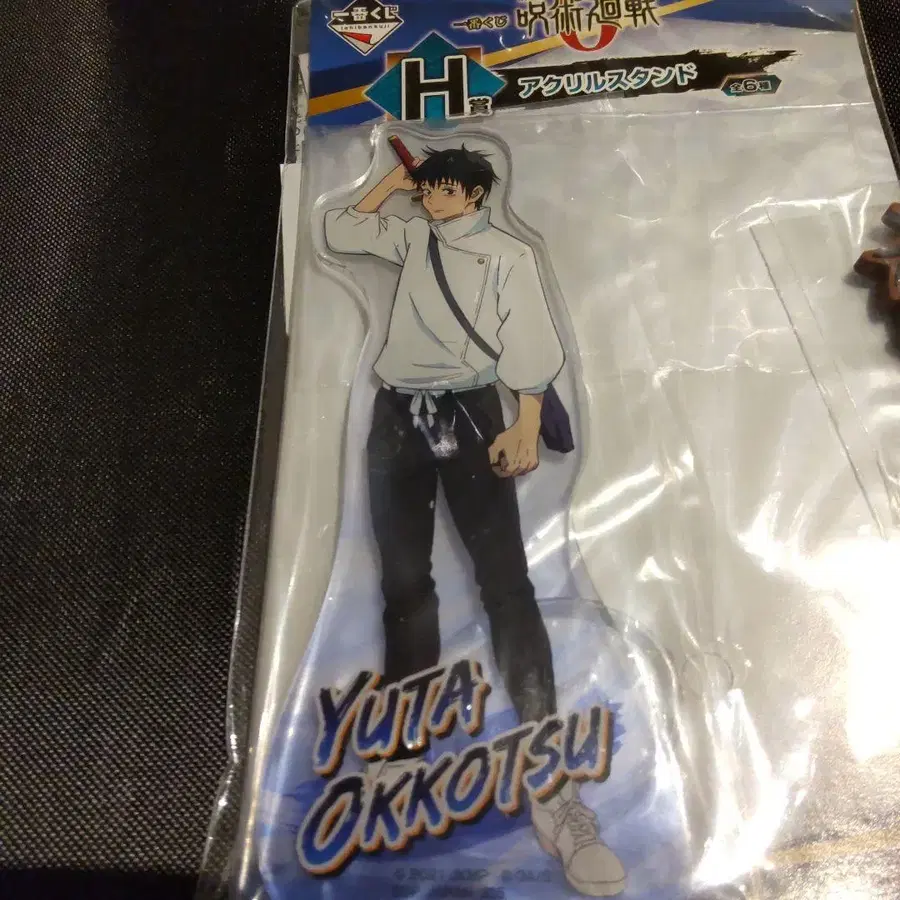 一番くじ
ichibankuji
一番くじ 呪術廻戦
0
H賞 アクリルスタンド 全6種
YUTA
OKKOTSU